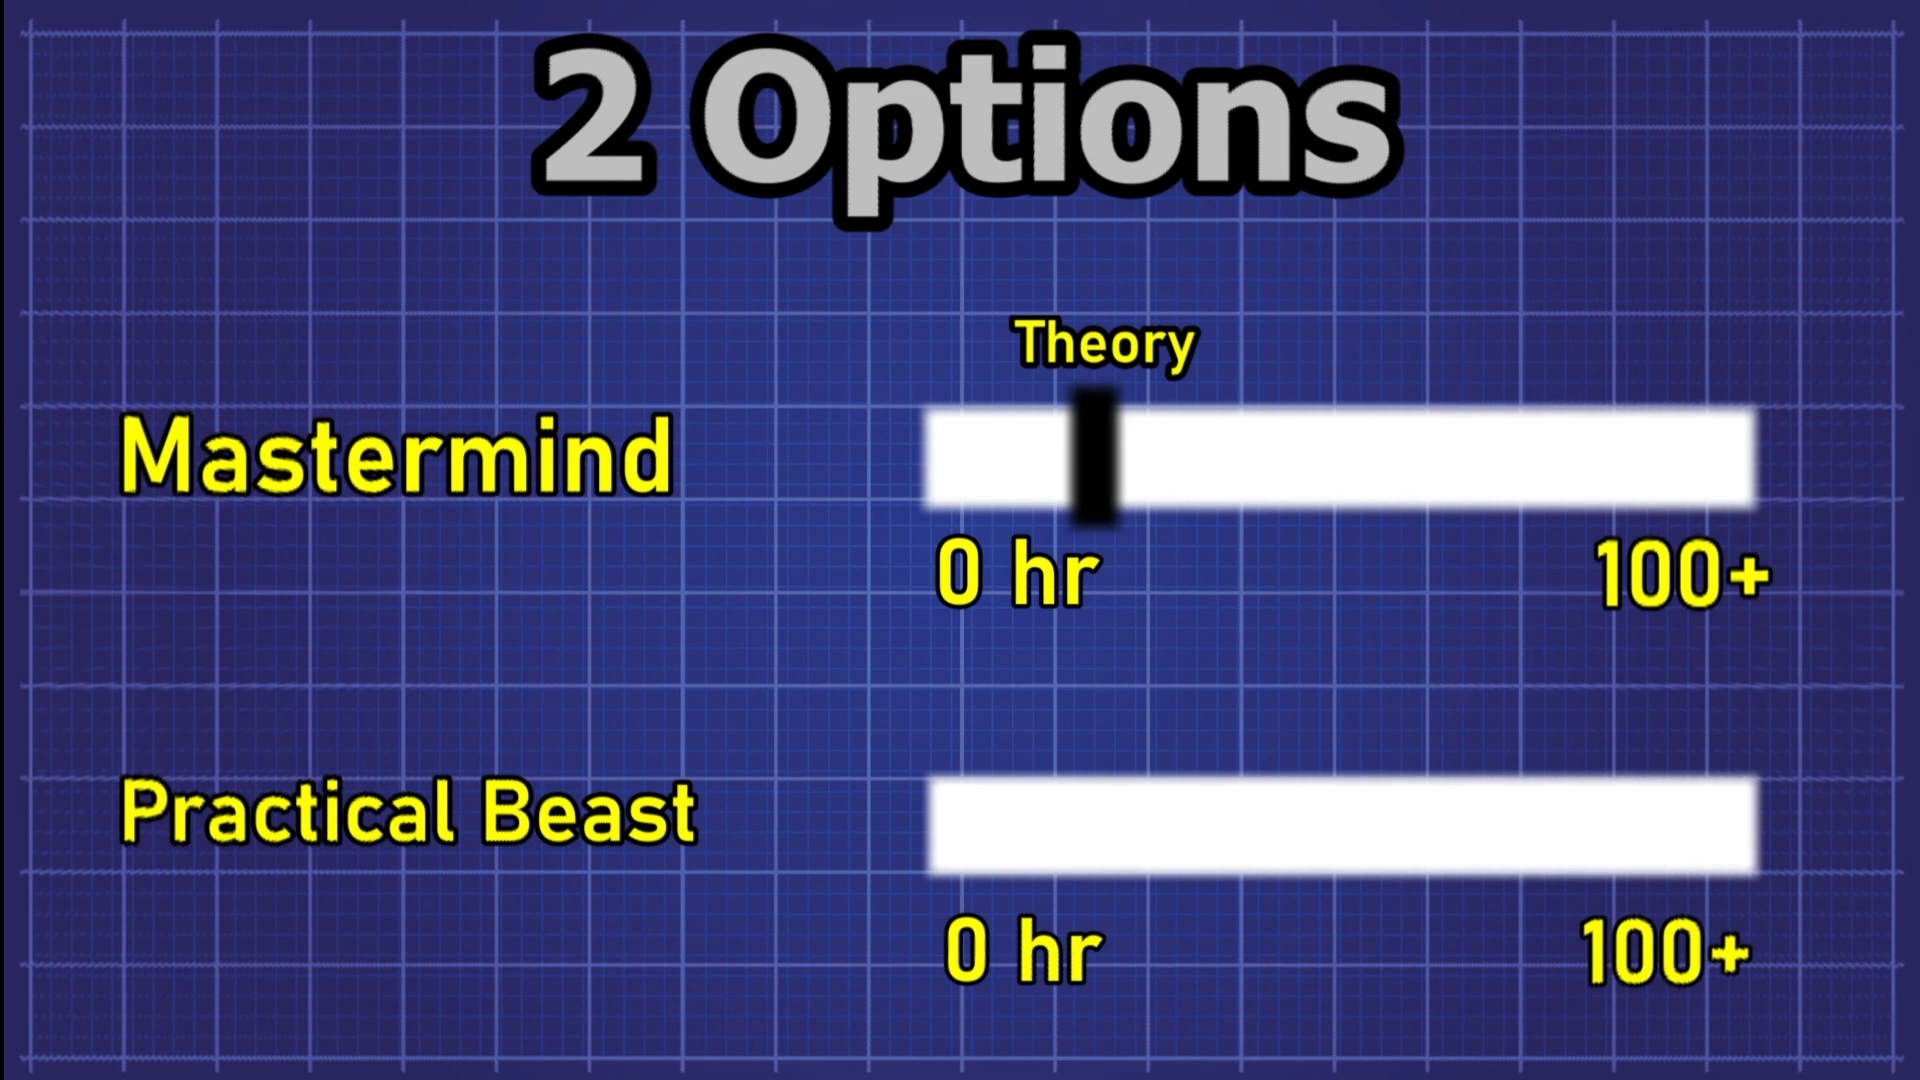 2 Options
Theory
Mastermind
0 hr 100+
Practical Beast
0 hr 100+